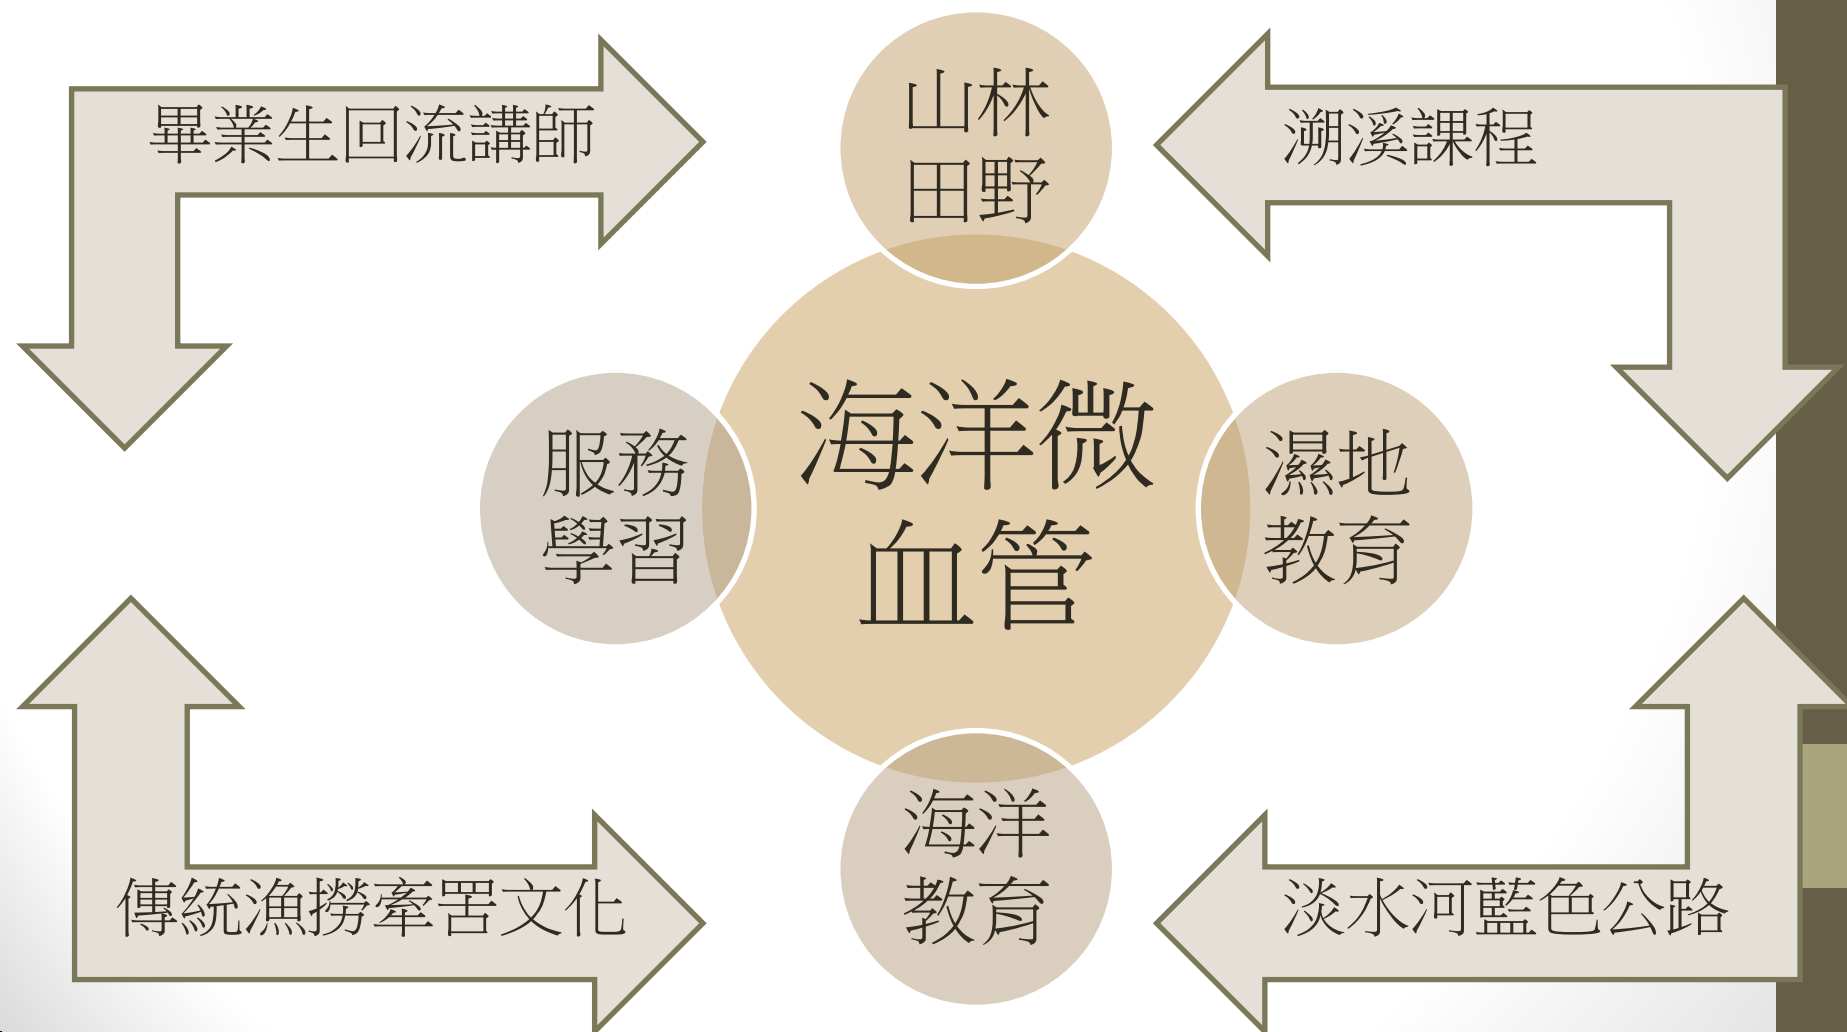 畢業生回流講師
山林
田野
溯溪課程
服務
學習
海洋微
血管
濕地
教育
傳統漁撈牽罟文化
海洋
教育
淡水河藍色公路